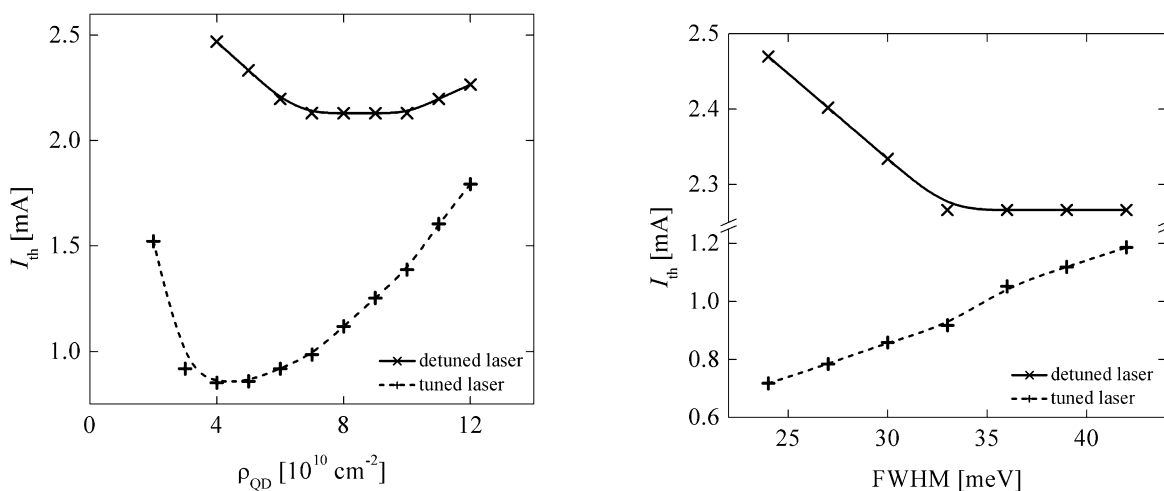 2.5
2.0
1.5
1.0
I_th [mA]
detuned laser
tuned laser
0 4 8 12
ρ_QD [10^10 cm^-2]
2.5
2.4
2.3
1.2
1.0
0.8
0.6
I_th [mA]
detuned laser
tuned laser
25 30 35 40
FWHM [meV]